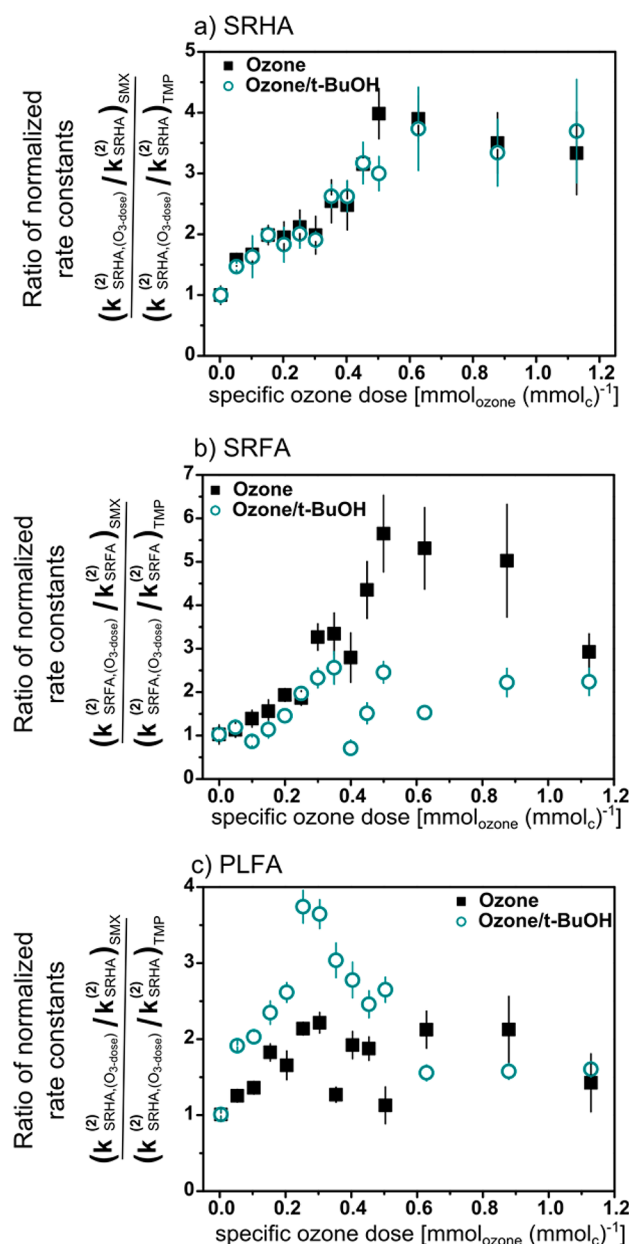 a) SRHA
Ratio of normalized
rate constants
(k(2)SRHA,(O3-dose) /k(2)SRHA)SMX
(k(2)SRHA,(O3-dose) /k(2)SRHA)TMP
5
4
3
2
1
0
Ozone
Ozone/t-BuOH
0.0 0.2 0.4 0.6 0.8 1.0 1.2
specific ozone dose [mmolozone (mmolc)-1]
b) SRFA
Ratio of normalized
rate constants
(k(2)SRFA,(O3-dose) /k(2)SRFA)SMX
(k(2)SRFA,(O3-dose) /k(2)SRFA)TMP
7
6
5
4
3
2
1
0
Ozone
Ozone/t-BuOH
0.0 0.2 0.4 0.6 0.8 1.0 1.2
specific ozone dose [mmolozone (mmolc)-1]
c) PLFA
Ratio of normalized
rate constants
(k(2)SRHA,(O3-dose) /k(2)SRHA)SMX
(k(2)SRHA,(O3-dose) /k(2)SRHA)TMP
4
3
2
1
0
Ozone
Ozone/t-BuOH
0.0 0.2 0.4 0.6 0.8 1.0 1.2
specific ozone dose [mmolozone (mmolc)-1]